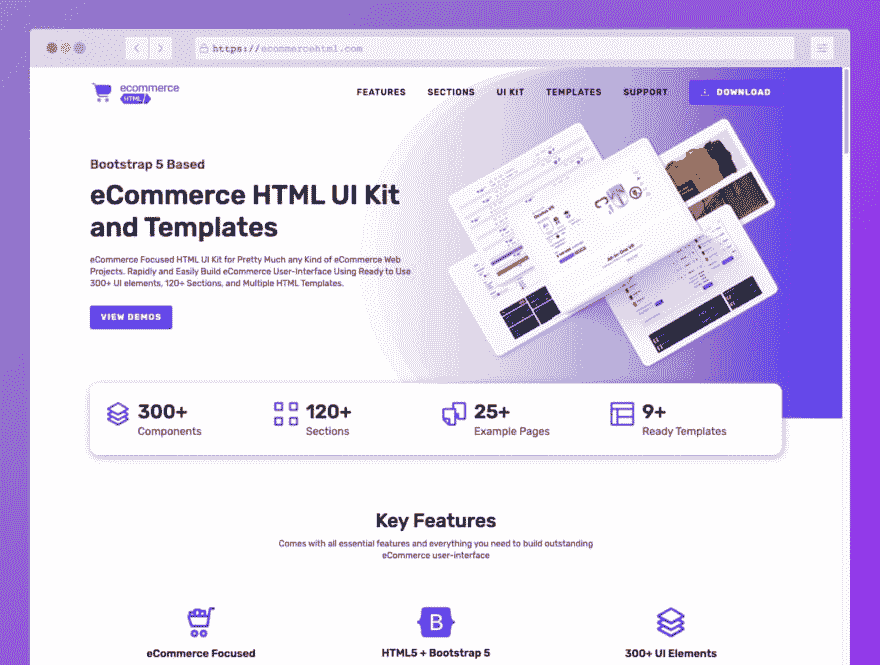 https://ecommercehtml.com
ecommerce
HTML
FEATURES
SECTIONS
UI KIT
TEMPLATES
SUPPORT
DOWNLOAD
Bootstrap 5 Based
eCommerce HTML UI Kit
and Templates
eCommerce Focused HTML UI Kit for Pretty Much any Kind of eCommerce Web
Projects. Rapidly and Easily Build eCommerce User-Interface Using Ready to Use
300+ UI elements, 120+ Sections, and Multiple HTML Templates.
VIEW DEMOS
300+
Components
120+
Sections
25+
Example Pages
9+
Ready Templates
Key Features
Comes with all essential features and everything you need to build outstanding
eCommerce user-interface
B
eCommerce Focused
HTML5 + Bootstrap 5
300+ UI Elements